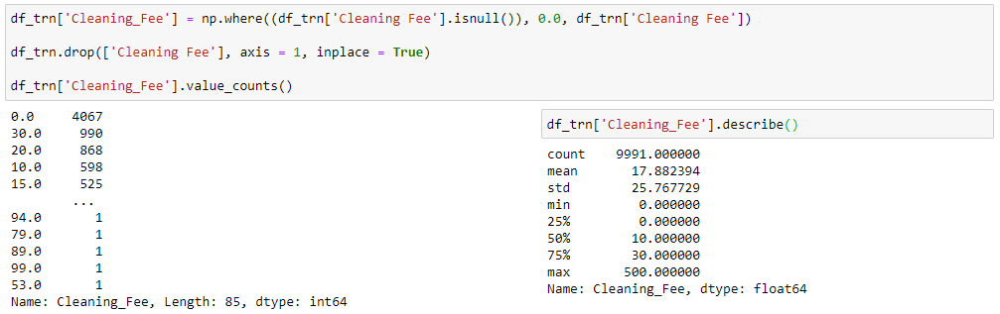 df_trn['Cleaning_Fee'] = np.where((df_trn['Cleaning Fee'].isnull()), 0.0, df_trn['Cleaning Fee'])
df_trn.drop(['Cleaning Fee'], axis = 1, inplace = True)
df_trn['Cleaning_Fee'].value_counts()
0.0     4067
30.0     990
20.0     868
10.0     598
15.0     525
        ...
94.0       1
79.0       1
89.0       1
99.0       1
53.0       1
Name: Cleaning_Fee, Length: 85, dtype: int64
df_trn['Cleaning_Fee'].describe()
count    9991.000000
mean       17.882394
std        25.767729
min         0.000000
25%         0.000000
50%        10.000000
75%        30.000000
max       500.000000
Name: Cleaning_Fee, dtype: float64